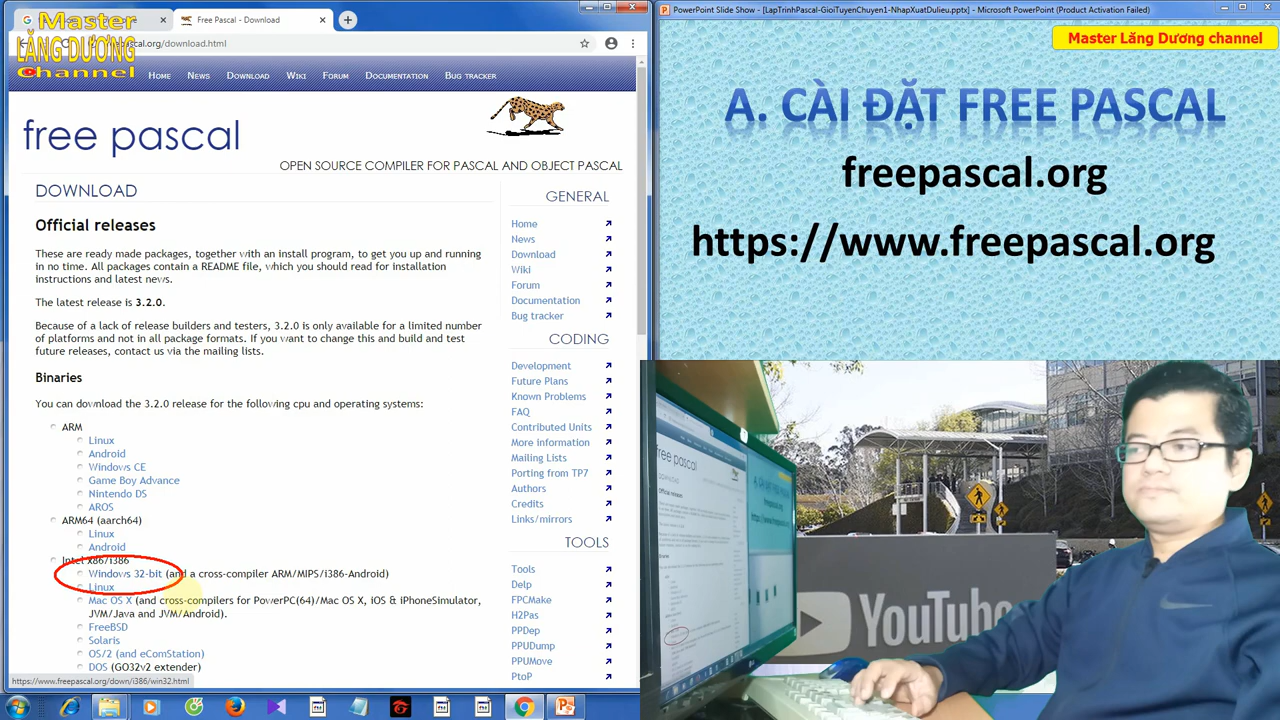 Free Pascal - Download
PowerPoint Slide Show - [LapTrinhPascal-GioiTuyenChuyen1-NhapXuatDulieu.pptx] - Microsoft PowerPoint (Product Activation Failed)
Master
LĂNG DƯƠNG
Channel
pascal.org/download.html
Home News Download Wiki Forum Documentation Bug tracker
free pascal
OPEN SOURCE COMPILER FOR PASCAL AND OBJECT PASCAL
DOWNLOAD
Official releases
These are ready made packages, together with an install program, to get you up and running
in no time. All packages contain a README file, which you should read for installation
instructions and latest news.
The latest release is 3.2.0.
Because of a lack of release builders and testers, 3.2.0 is only available for a limited number
of platforms and not in all package formats. If you want to change this and build and test
future releases, contact us via the mailing lists.
Binaries
You can download the 3.2.0 release for the following cpu and operating systems:
ARM
Linux
Android
Windows CE
Game Boy Advance
Nintendo DS
AROS
ARM64 (aarch64)
Linux
Android
Intel x86/i386
Windows 32-bit (and a cross-compiler ARM/MIPS/i386-Android)
Linux
Mac OS X (and cross-compilers for PowerPC(64)/Mac OS X, iOS & iPhoneSimulator,
JVM/Java and JVM/Android).
FreeBSD
Solaris
OS/2 (and eComStation)
DOS (GO32v2 extender)
https://www.freepascal.org/down/i386/win32.html
GENERAL
Home
News
Download
Wiki
Forum
Documentation
Bug tracker
CODING
Development
Future Plans
Known Problems
FAQ
Contributed Units
More information
Mailing Lists
Porting from TP7
Authors
Credits
Links/mirrors
TOOLS
Tools
Delp
FPCMake
H2Pas
PPDep
PPUDump
PPUMove
PtoP
Master Lăng Dương channel
A. CÀI ĐẶT FREE PASCAL
freepascal.org
https://www.freepascal.org
free pascal
YouTube